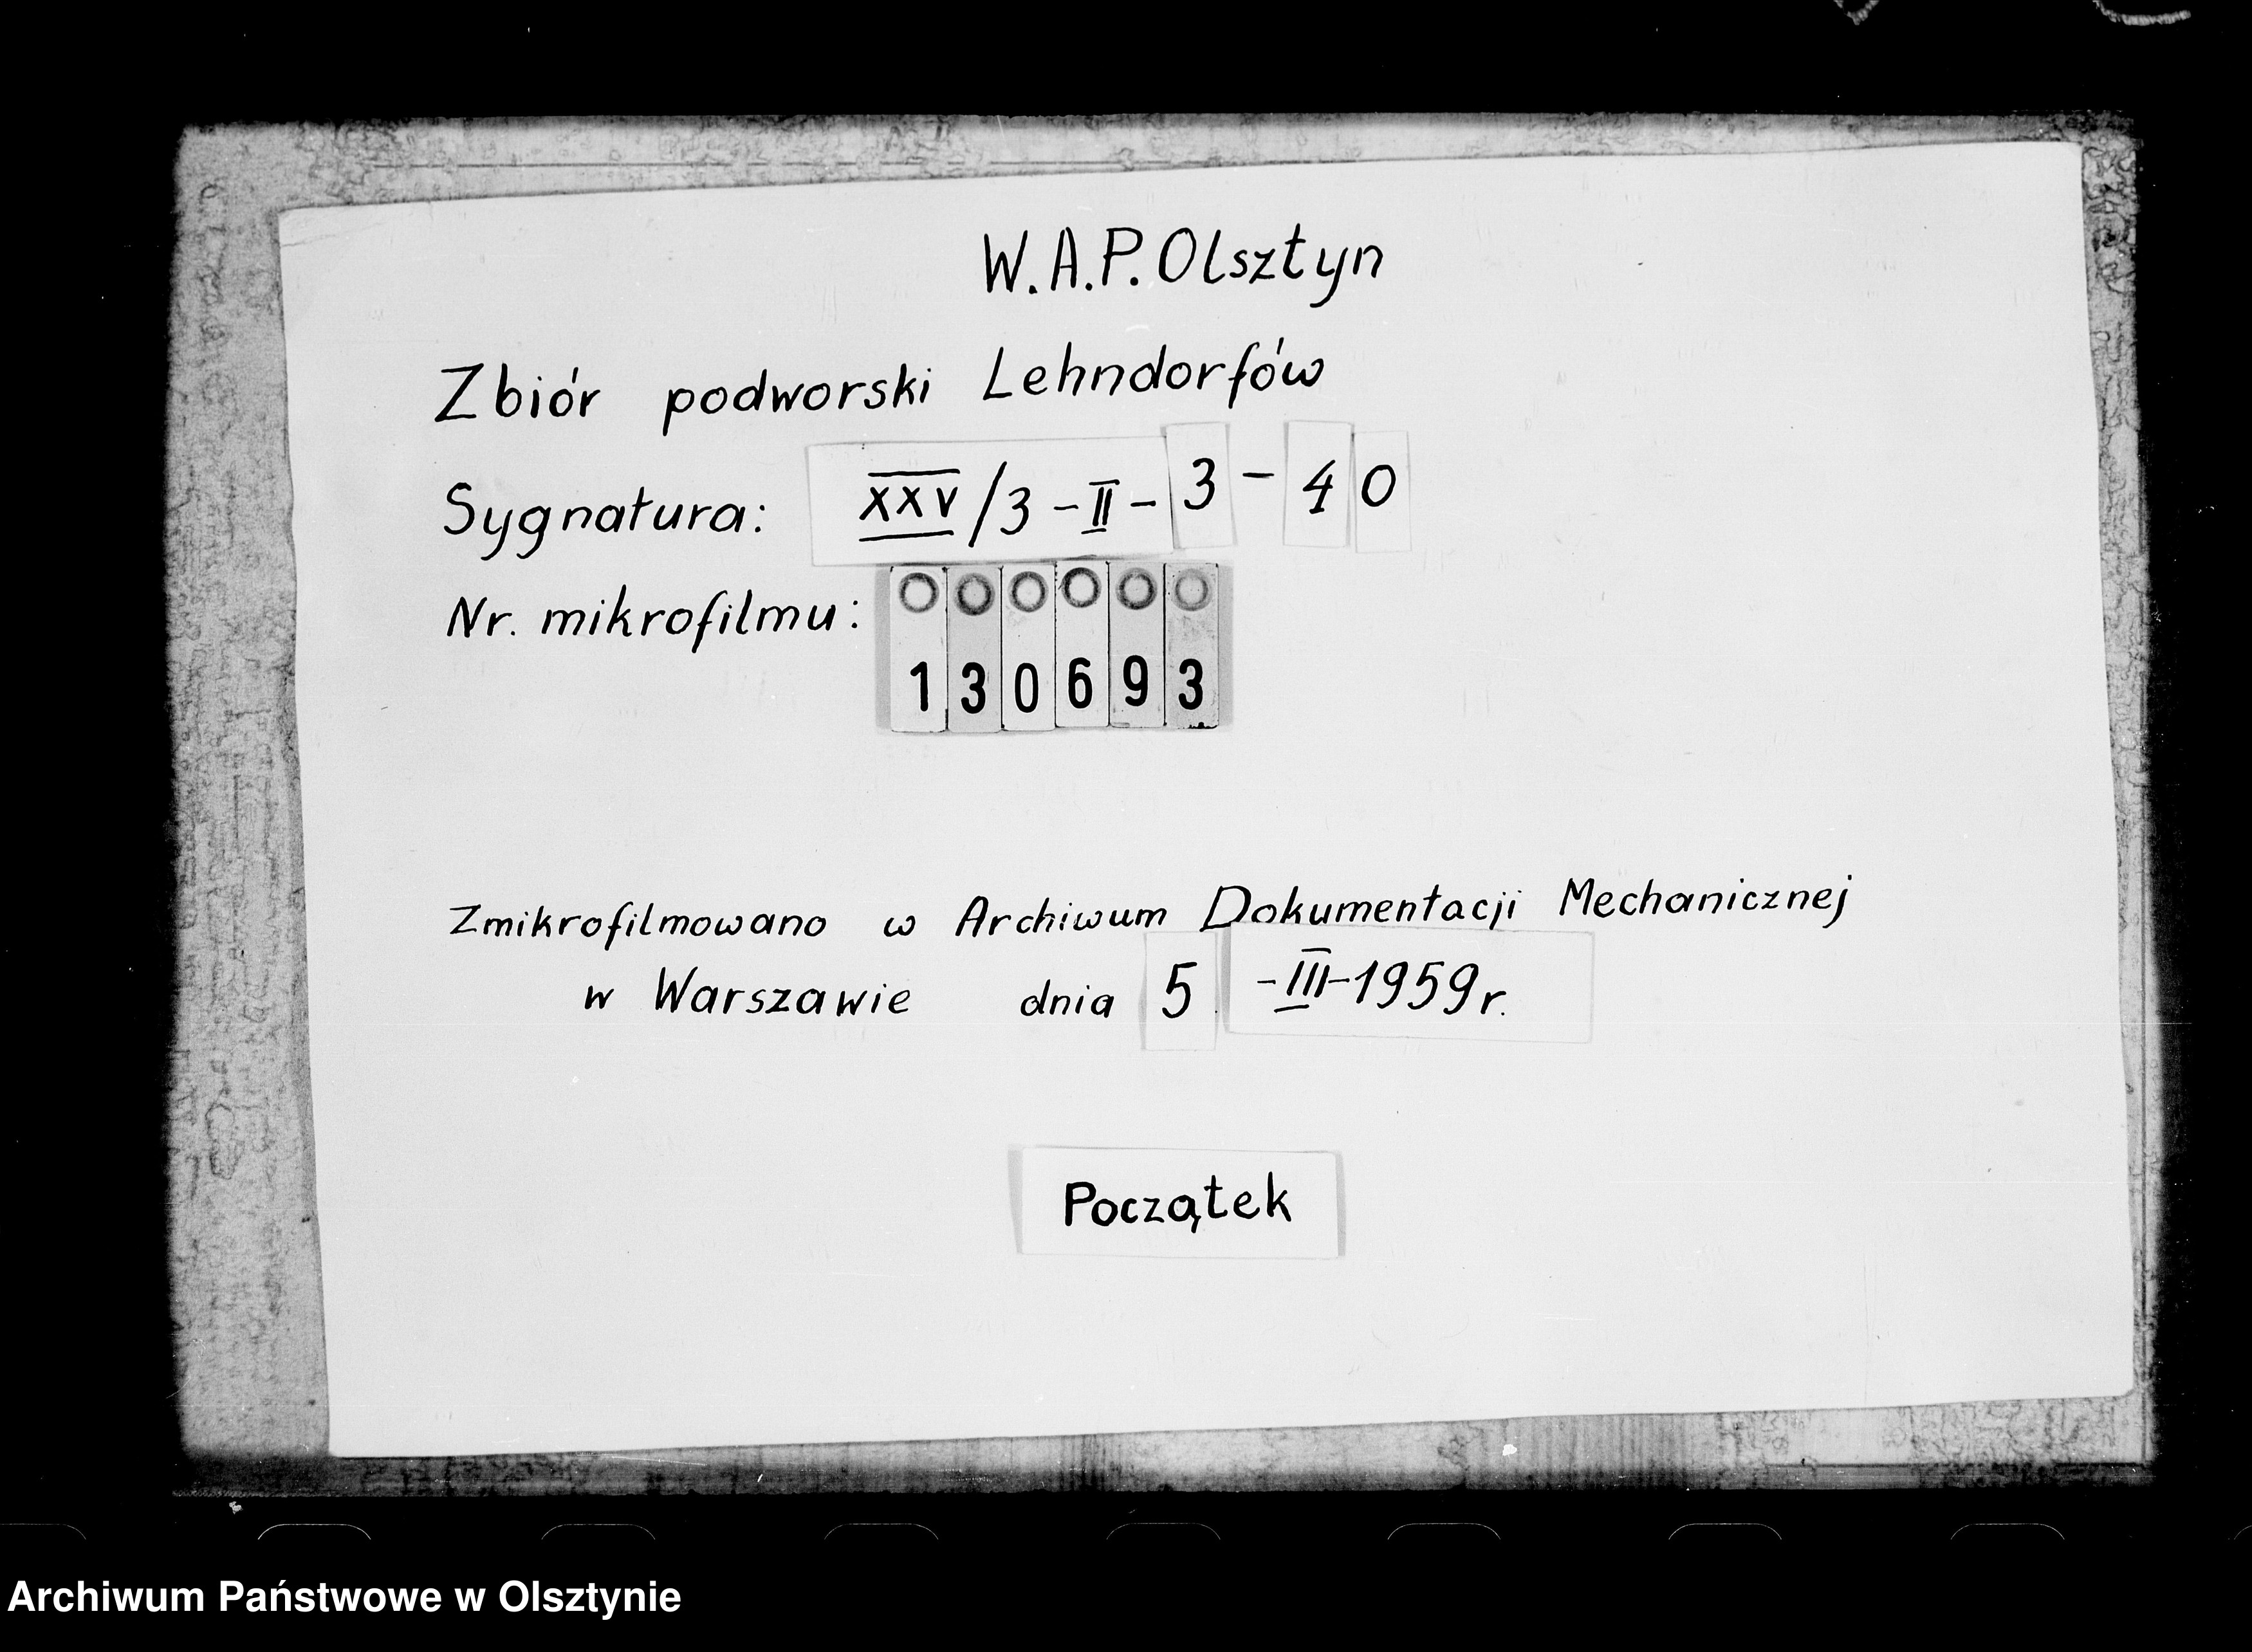 W.A.P. Olsztyn
Zbiór podworski Lehndorfów
Sygnatura: XXV/3-II-3-40
Nr. mikrofilmu: 130693
Zmikrofilmowano w Archiwum Dokumentacji Mechanicznej
w Warszawie dnia 5 -III-1959r.
Początek
Archiwum Państwowe w Olsztynie